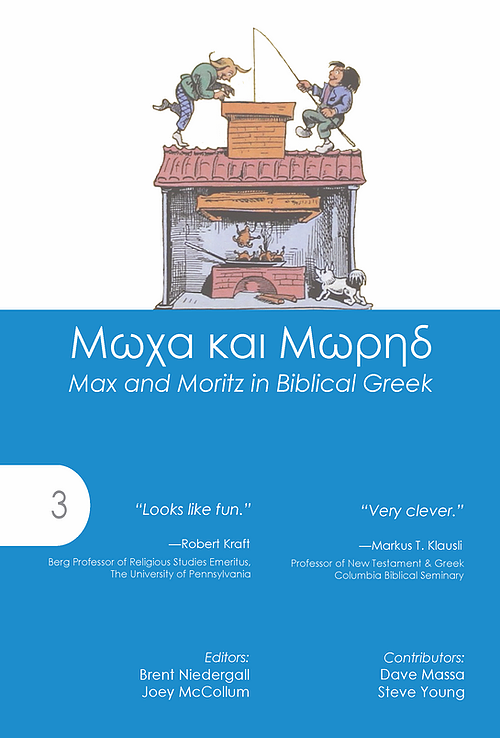 Μωχα και Μωρηδ
Max and Moritz in Biblical Greek
3
“Looks like fun.”
—Robert Kraft
Berg Professor of Religious Studies Emeritus,
The University of Pennsylvania
“Very clever.”
—Markus T. Klausli
Professor of New Testament & Greek
Columbia Biblical Seminary
Editors:
Brent Niedergall
Joey McCollum
Contributors:
Dave Massa
Steve Young